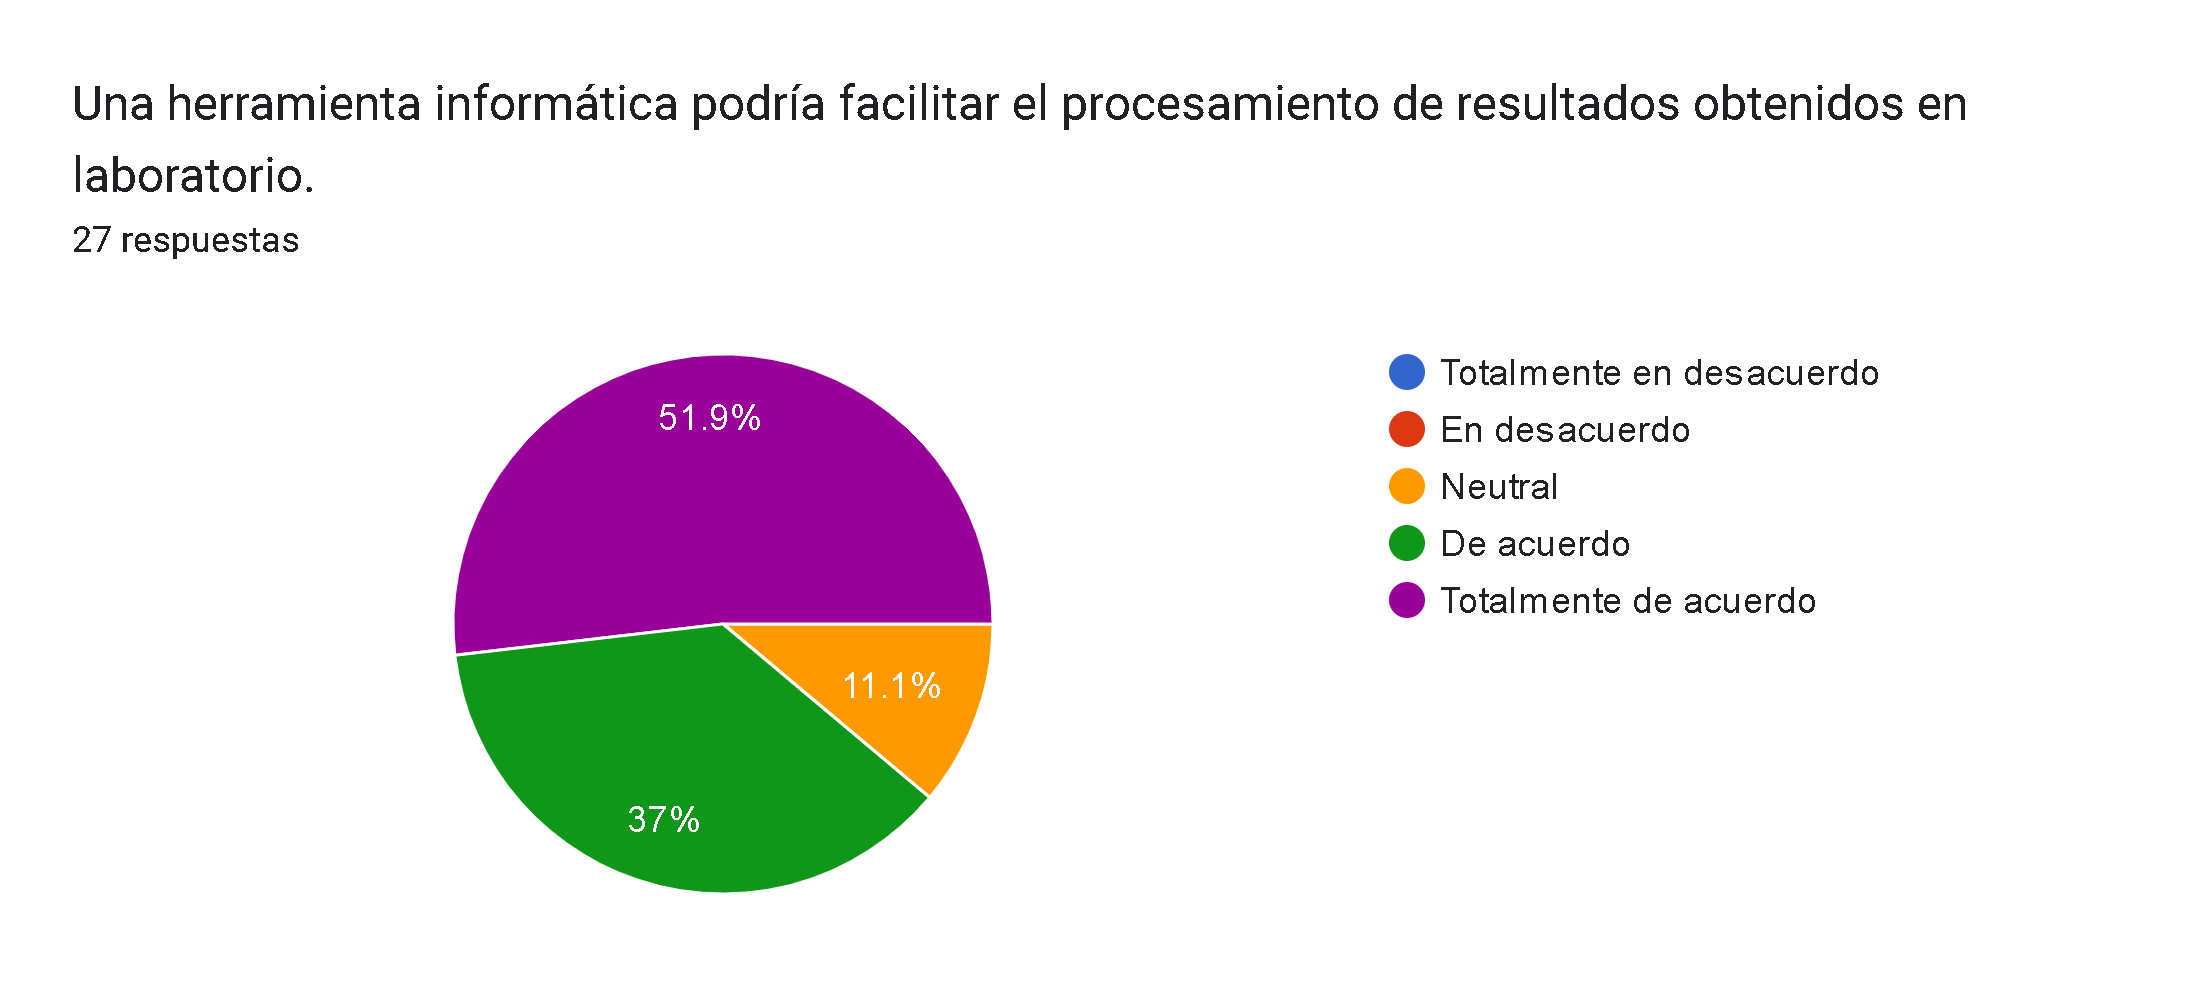 Una herramienta informática podría facilitar el procesamiento de resultados obtenidos en
laboratorio.
27 respuestas
51.9%
11.1%
37%
Totalmente en desacuerdo
En desacuerdo
Neutral
De acuerdo
Totalmente de acuerdo